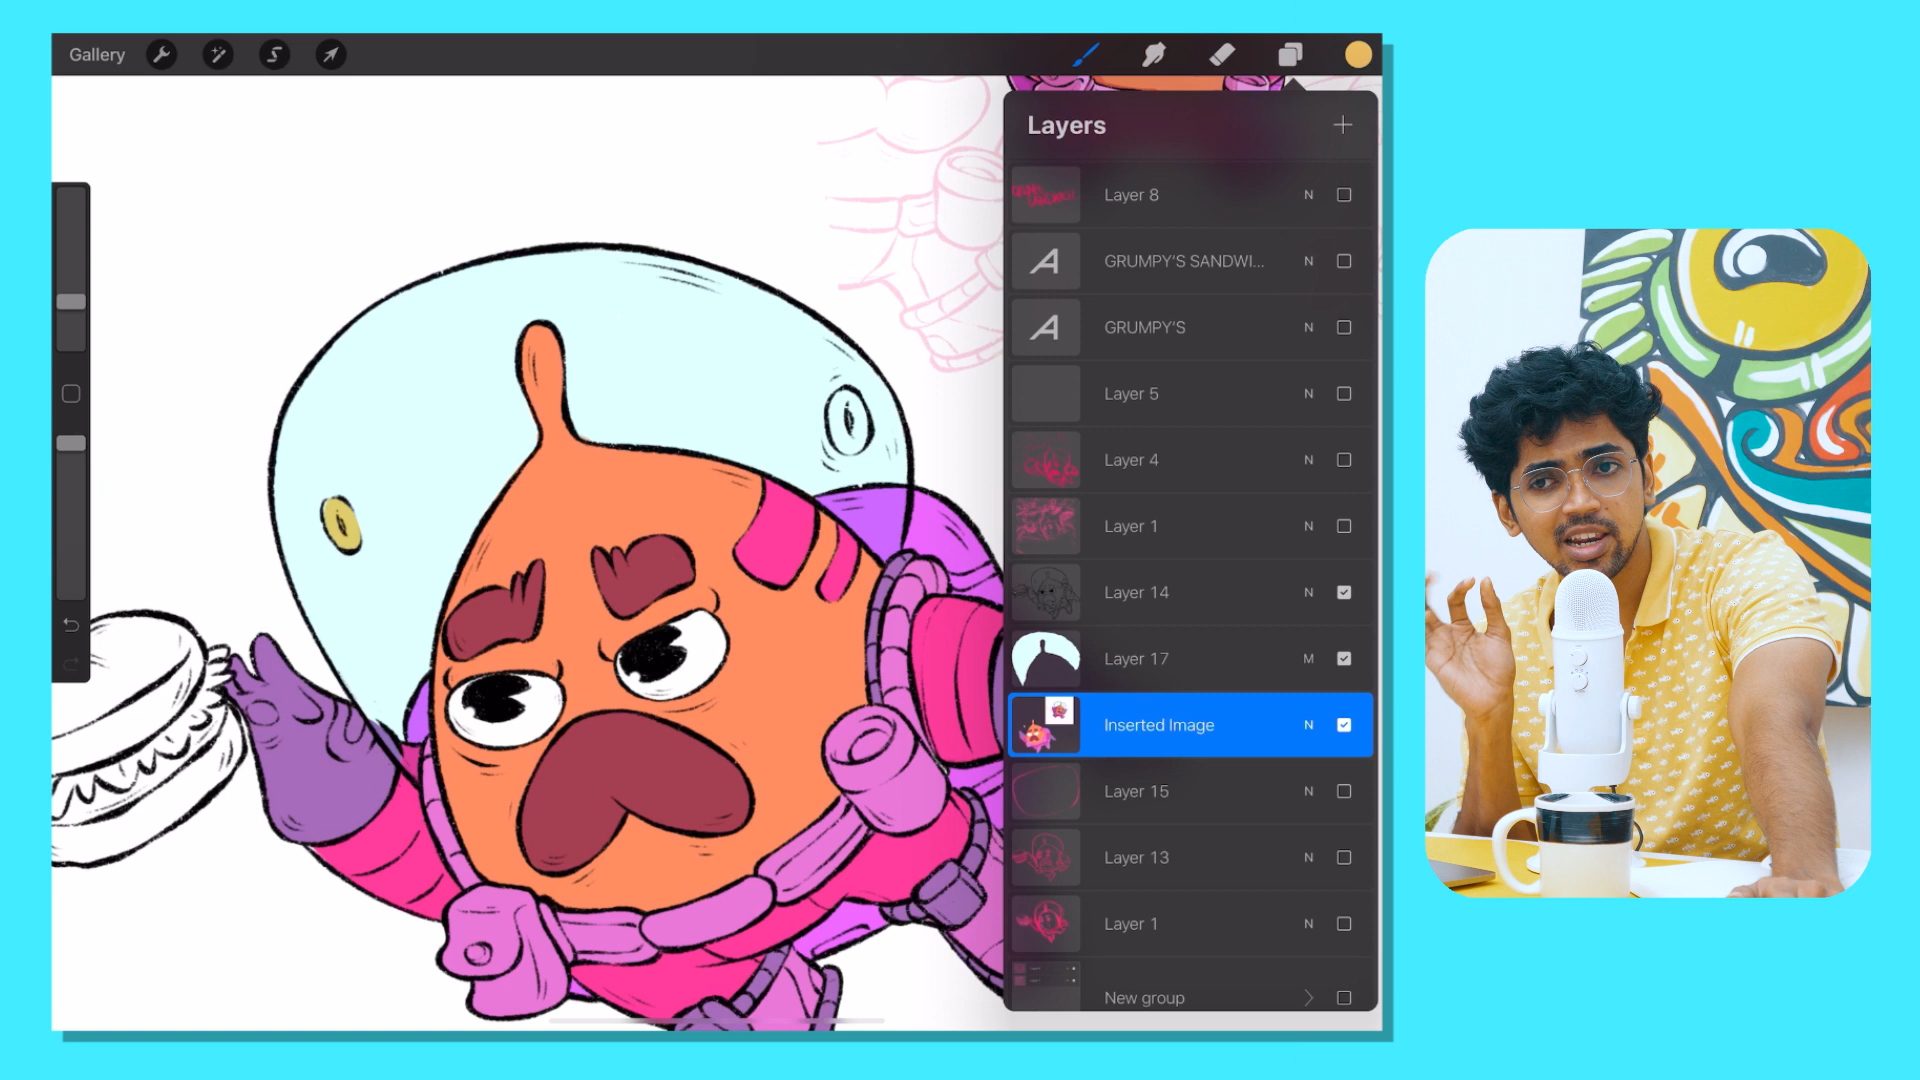 Gallery
Layers
Layer 8 N
GRUMPY'S SANDWI... N
GRUMPY'S N
Layer 5 N
Layer 4 N
Layer 1 N
Layer 14 N
Layer 17 M
Inserted Image N
Layer 15 N
Layer 13 N
Layer 1 N
New group